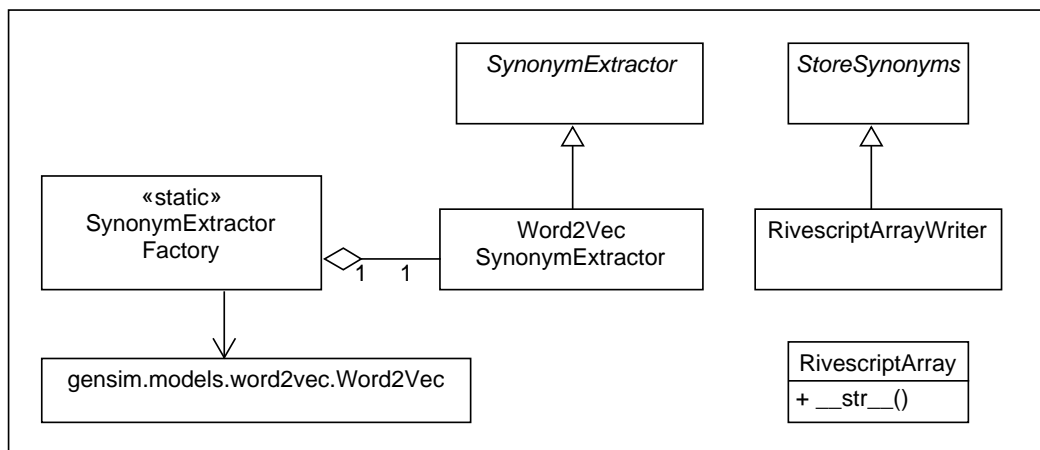 SynonymExtractor
StoreSynonyms
«static»
SynonymExtractor
Factory
1
1
Word2Vec
SynonymExtractor
RivescriptArrayWriter
gensim.models.word2vec.Word2Vec
RivescriptArray
+ __str__()